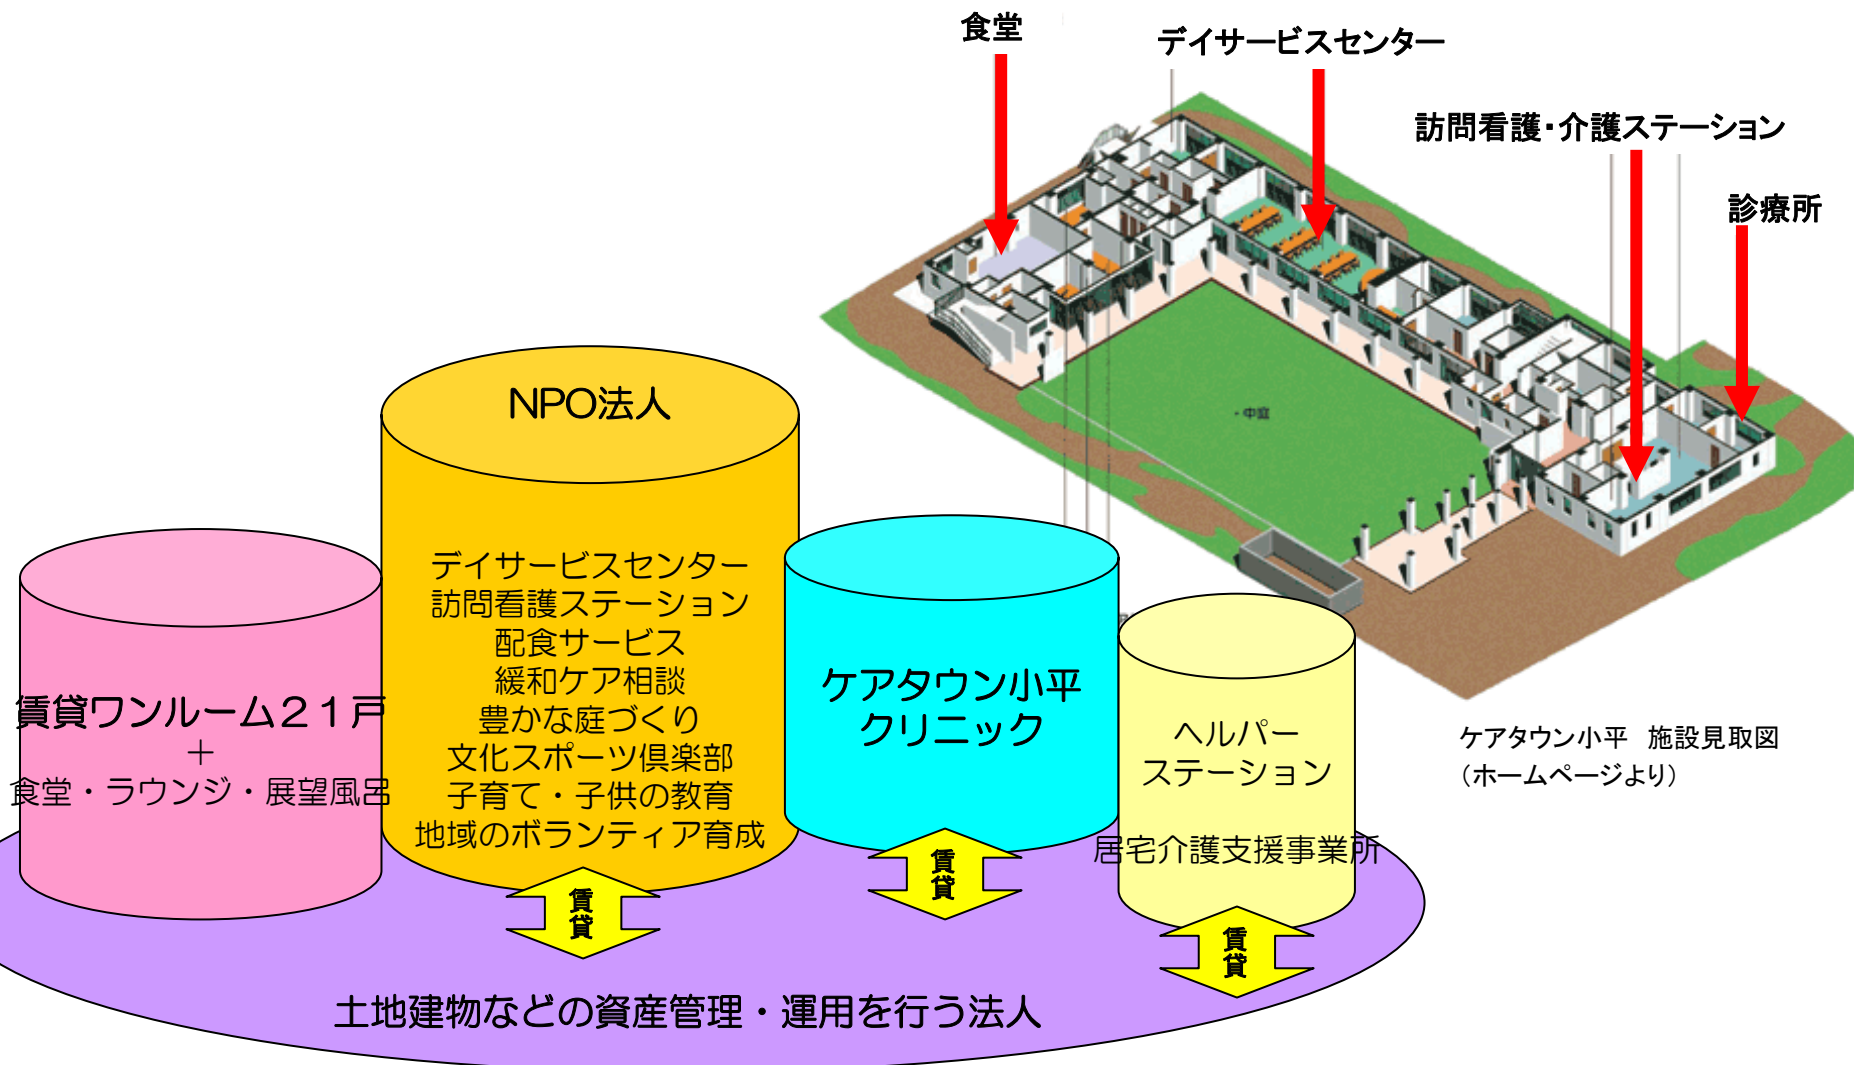 食堂
デイサービスセンター
訪問看護・介護ステーション
診療所
・中庭
NPO法人
デイサービスセンター
訪問看護ステーション
配食サービス
緩和ケア相談
豊かな庭づくり
文化スポーツ倶楽部
子育て・子供の教育
地域のボランティア育成
賃貸ワンルーム２１戸
＋
食堂・ラウンジ・展望風呂
ケアタウン小平
クリニック
ヘルパー
ステーション
居宅介護支援事業所
ケアタウン小平　施設見取図
（ホームページより）
賃貸
賃貸
賃貸
土地建物などの資産管理・運用を行う法人